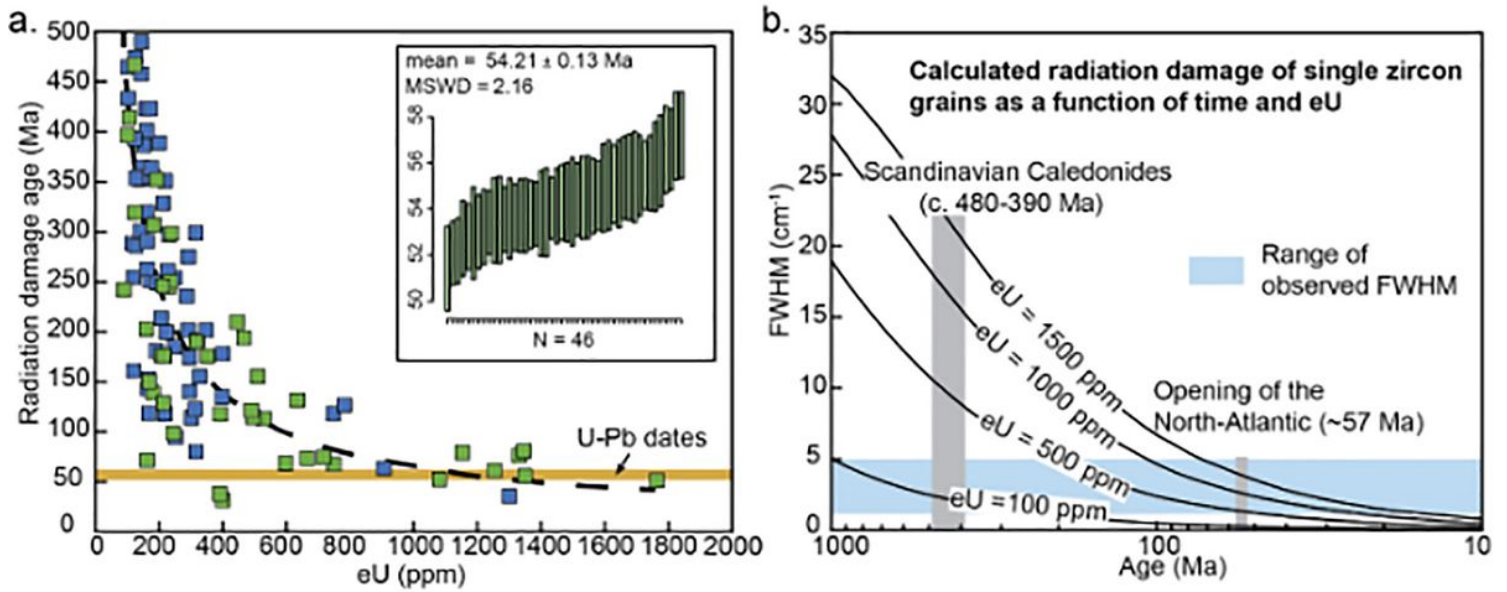 a.
500
450
400
350
300
250
200
150
100
50
0
Radiation damage age (Ma)
mean = 54.21 ± 0.13 Ma
MSWD = 2.16
58
56
54
52
50
N = 46
U-Pb dates
0 200 400 600 800 1000 1200 1400 1600 1800 2000
eU (ppm)
b.
35
30
25
20
15
10
5
0
FWHM (cm⁻¹)
Calculated radiation damage of single zircon
grains as a function of time and eU
Scandinavian Caledonides
(c. 480-390 Ma)
Range of
observed FWHM
eU = 1500 ppm
eU = 1000 ppm
eU = 500 ppm
eU =100 ppm
Opening of the
North-Atlantic (~57 Ma)
1000 100 10
Age (Ma)